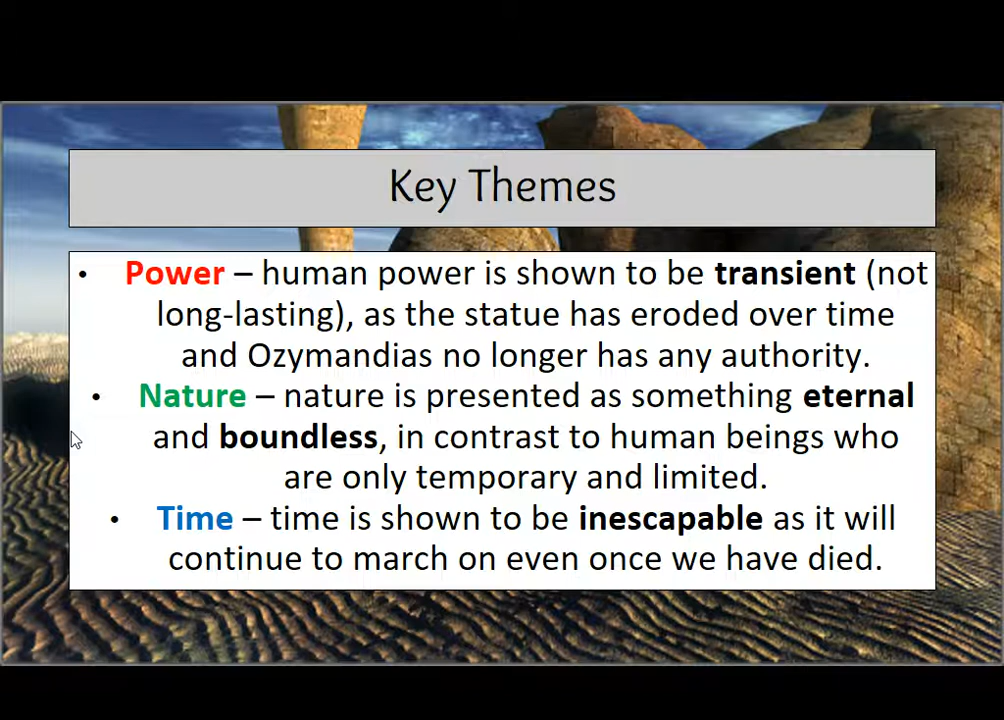 Key Themes
• Power – human power is shown to be transient (not
long-lasting), as the statue has eroded over time
and Ozymandias no longer has any authority.
• Nature – nature is presented as something eternal
and boundless, in contrast to human beings who
are only temporary and limited.
• Time – time is shown to be inescapable as it will
continue to march on even once we have died.